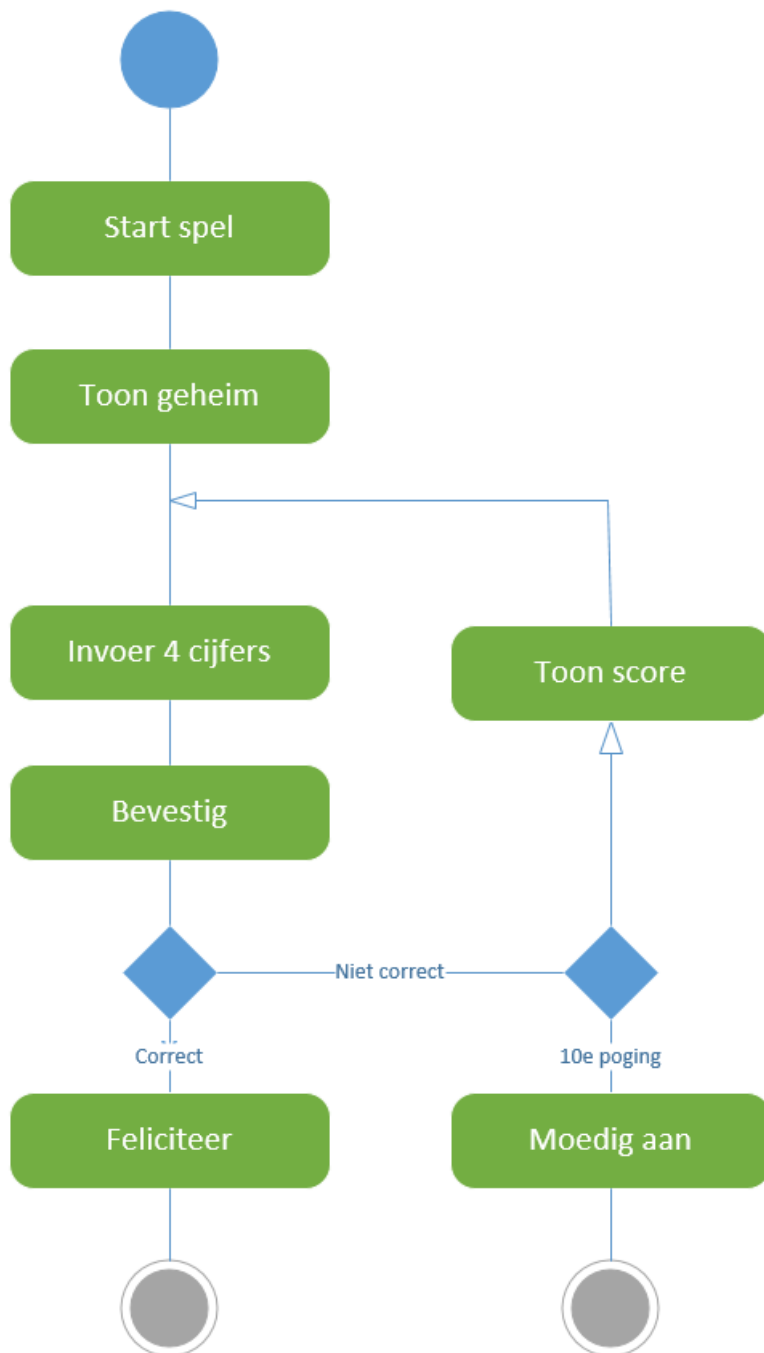 Start spel
Toon geheim
Invoer 4 cijfers
Toon score
Bevestig
Niet correct
Correct
10e poging
Feliciteer
Moedig aan